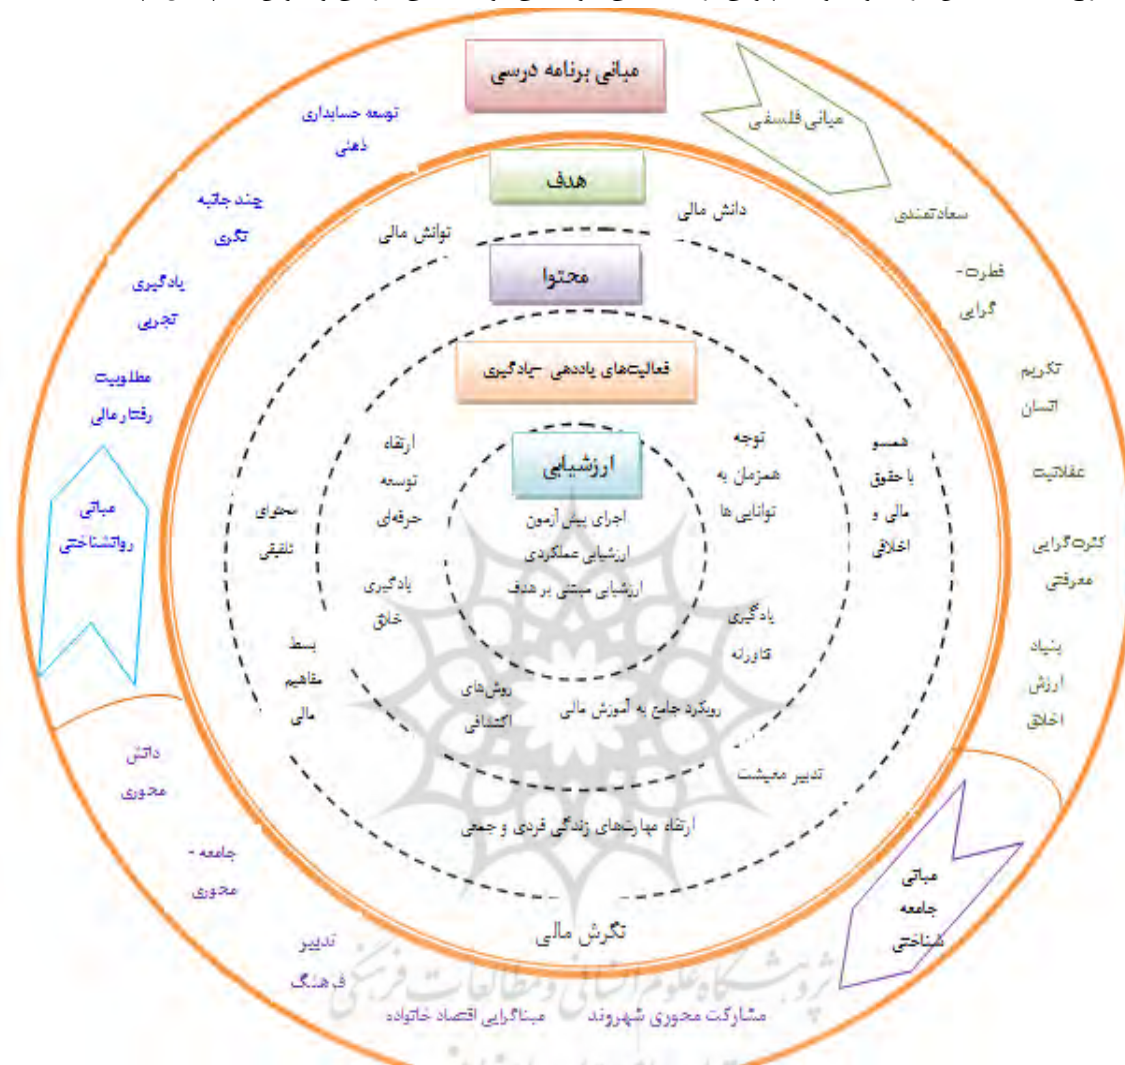 مبانی برنامه درسی
مبانی فلسفی
سعادتمندی
فطرت-
گرایی
تکریم
انسان
عقلانیت
کثرت گرایی
معرفتی
بنیاد
ارزش
اخلاق
مبانی
جامعه
شناختی
مشارکت محوری شهروند
مبناگرایی اقتصاد خانواده
تدبیر
فرهنگ
جامعه-
محوری
دانش
محوری
مبانی
روانشناختی
مطلوبیت
رفتار مالی
یادگیری
تجربی
چند جانبه
نگری
توسعه حسابداری
ذهنی
هدف
دانش مالی
توانش مالی
نگرش مالی
محتوا
همسو
با حقوق
مالی و
اخلاقی
تدبیر معیشت
ارتقاء مهارت‌های زندگی فردی و جمعی
بسط
مفاهیم
مالی
محتوای
تلفیقی
فعالیت‌های یاددهی -یادگیری
توجه
همزمان به
توانایی ها
یادگیری
فناورانه
رویکرد جامع به آموزش مالی
روش‌های
اکتشافی
یادگیری
خلاق
ارتقاء
توسعه
حرفه‌ای
ارزشیابی
اجرای پیش آزمون
ارزشیابی عملکردی
ارزشیابی مبتنی بر هدف
پژوهشگاه علوم انسانی و مطالعات فرهنگی